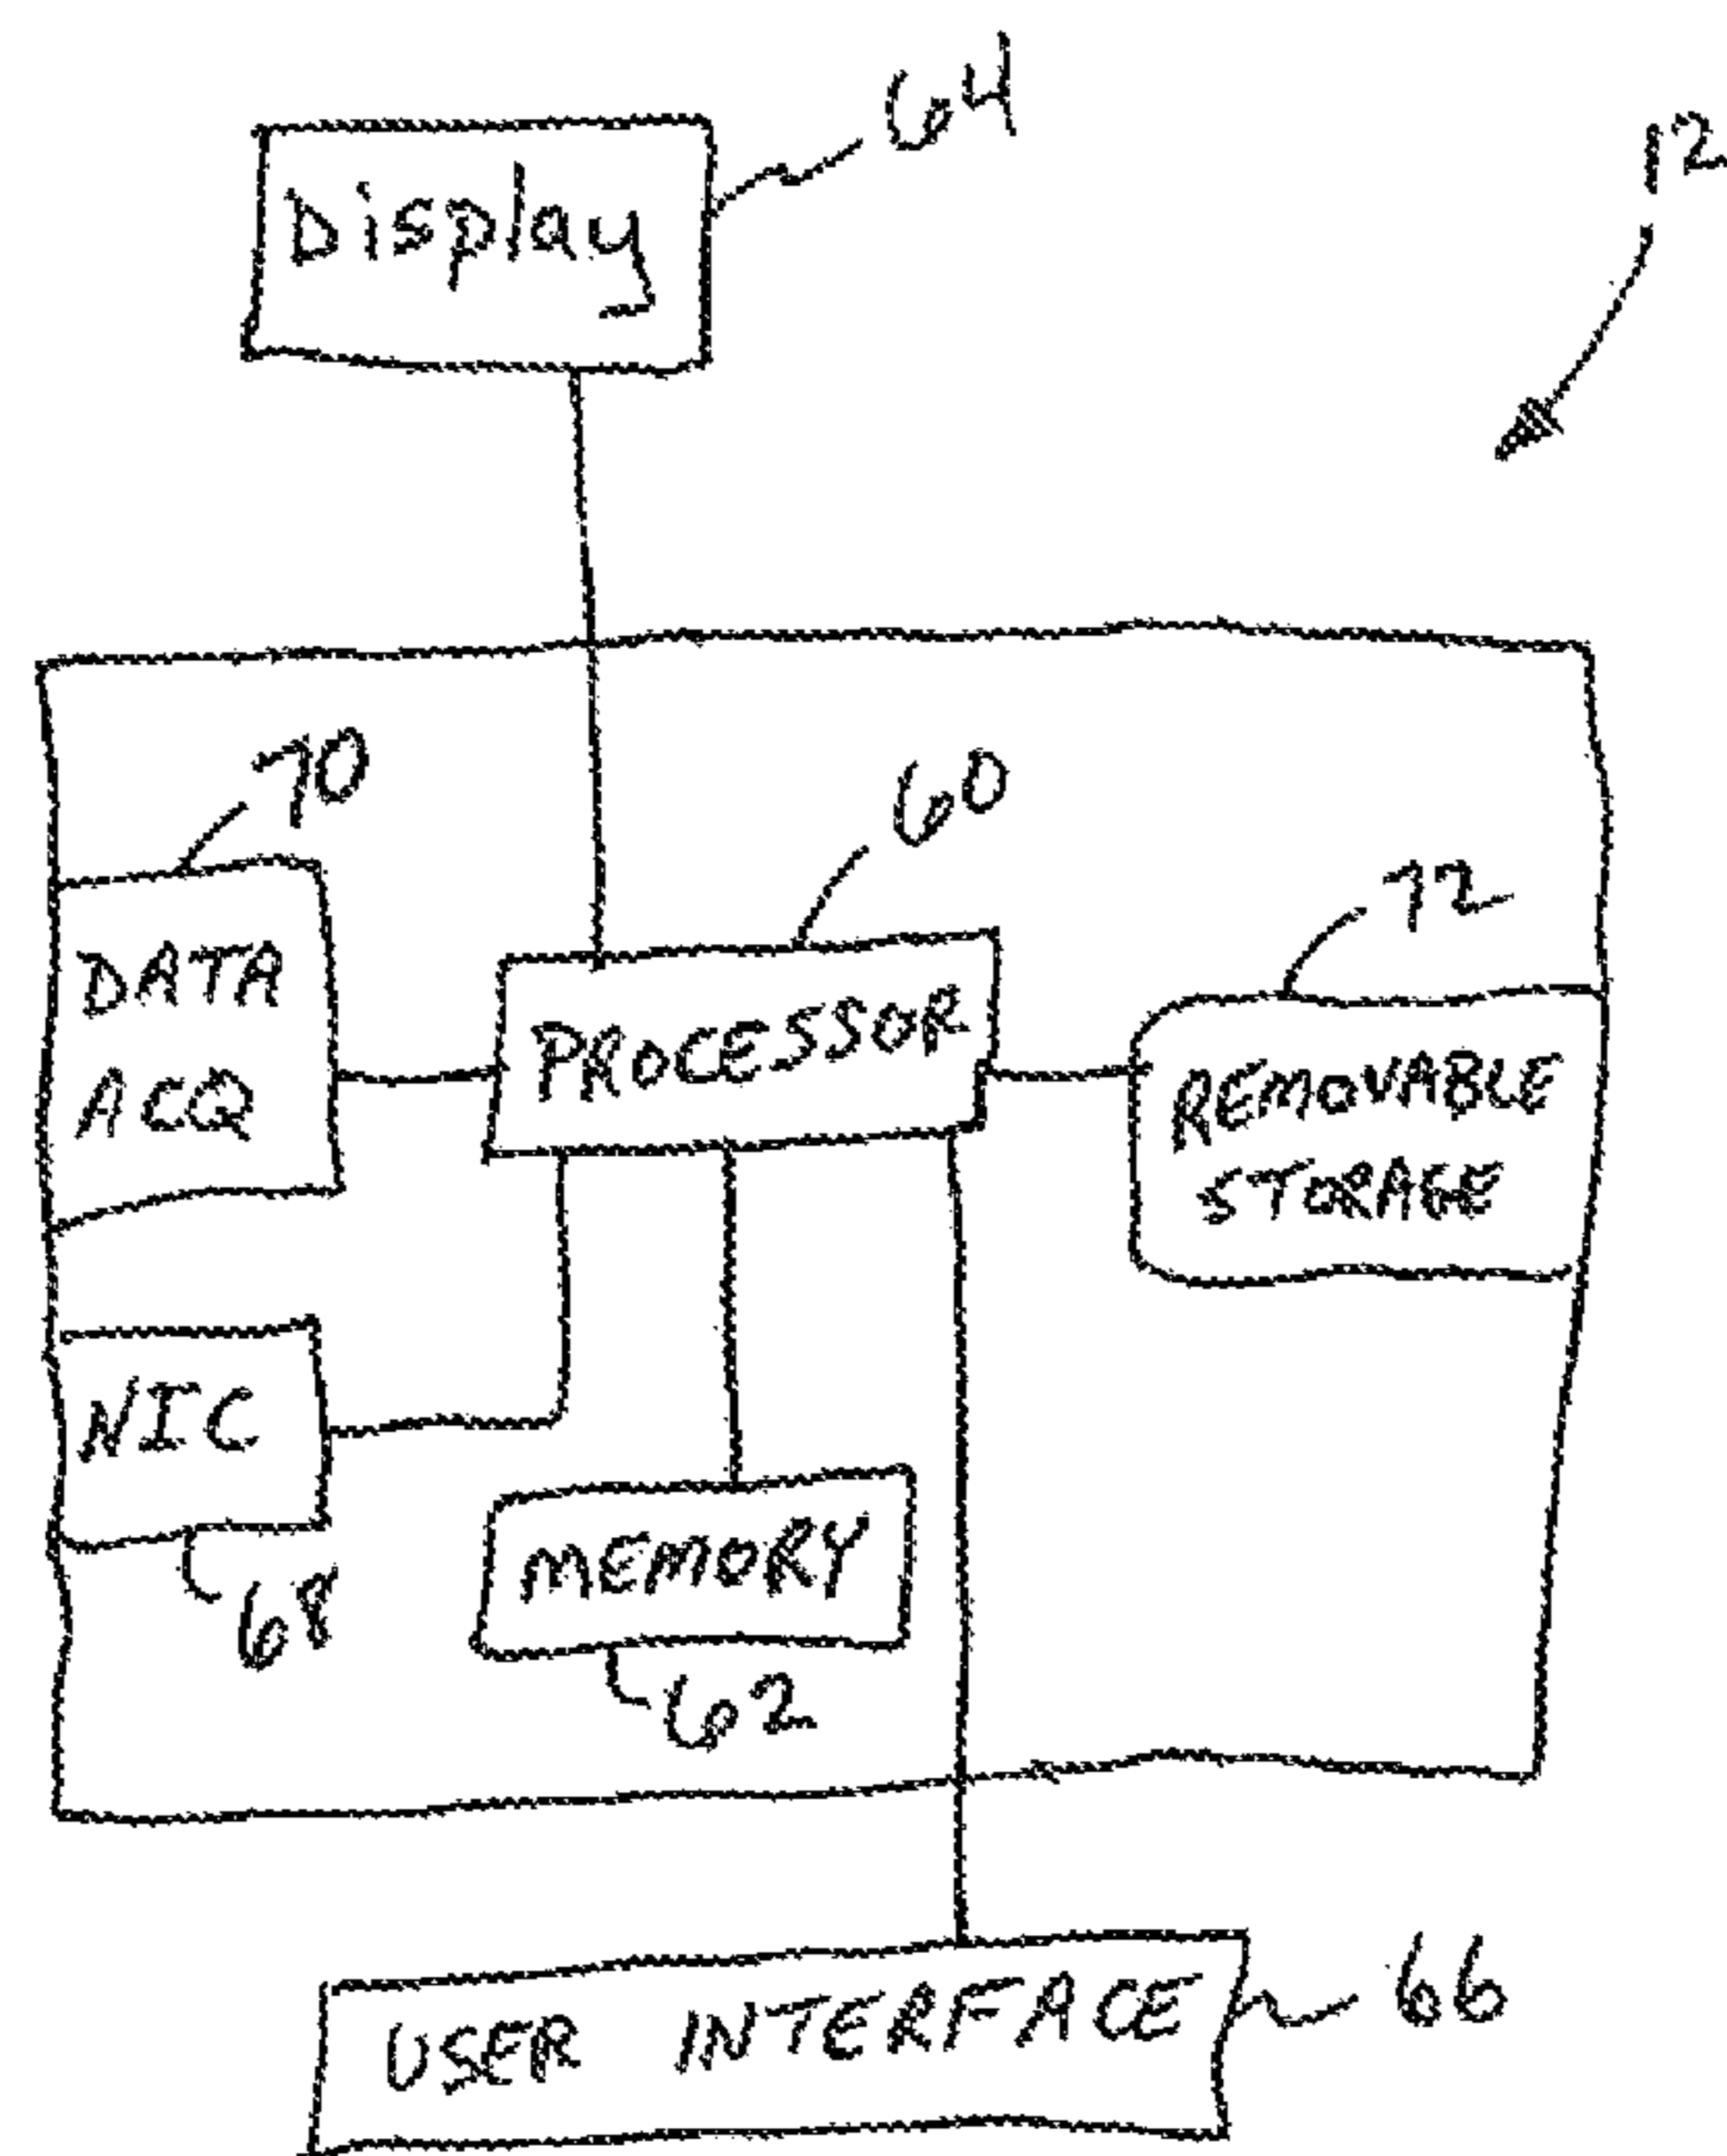 64
12
Display
70
60
72
DATA
ACQ
PROCESSOR
REMOVABLE
STORAGE
NIC
68
MEMORY
62
USER INTERFACE
66